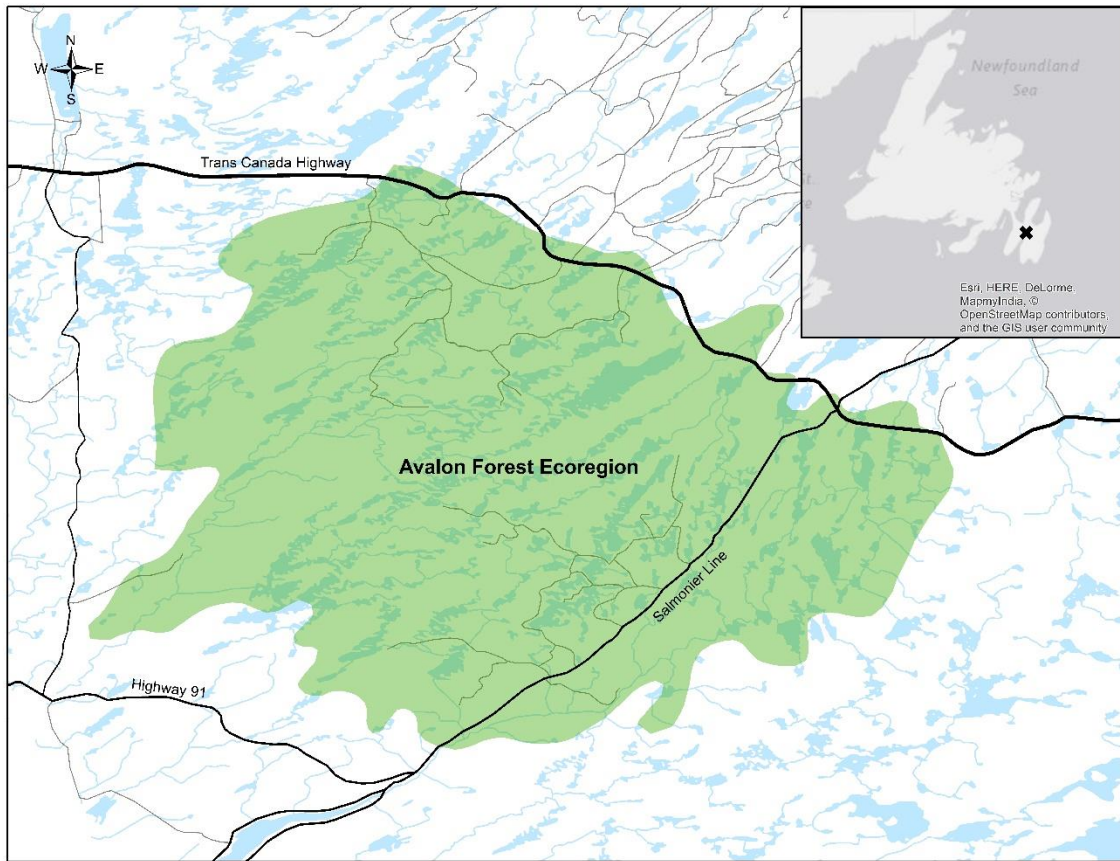 N
W E
S
Trans Canada Highway
Avalon Forest Ecoregion
Salmonier Line
Highway 91
Newfoundland
Sea
St.
Esri, HERE, DeLorme,
MapmyIndia, ©
OpenStreetMap contributors,
and the GIS user community